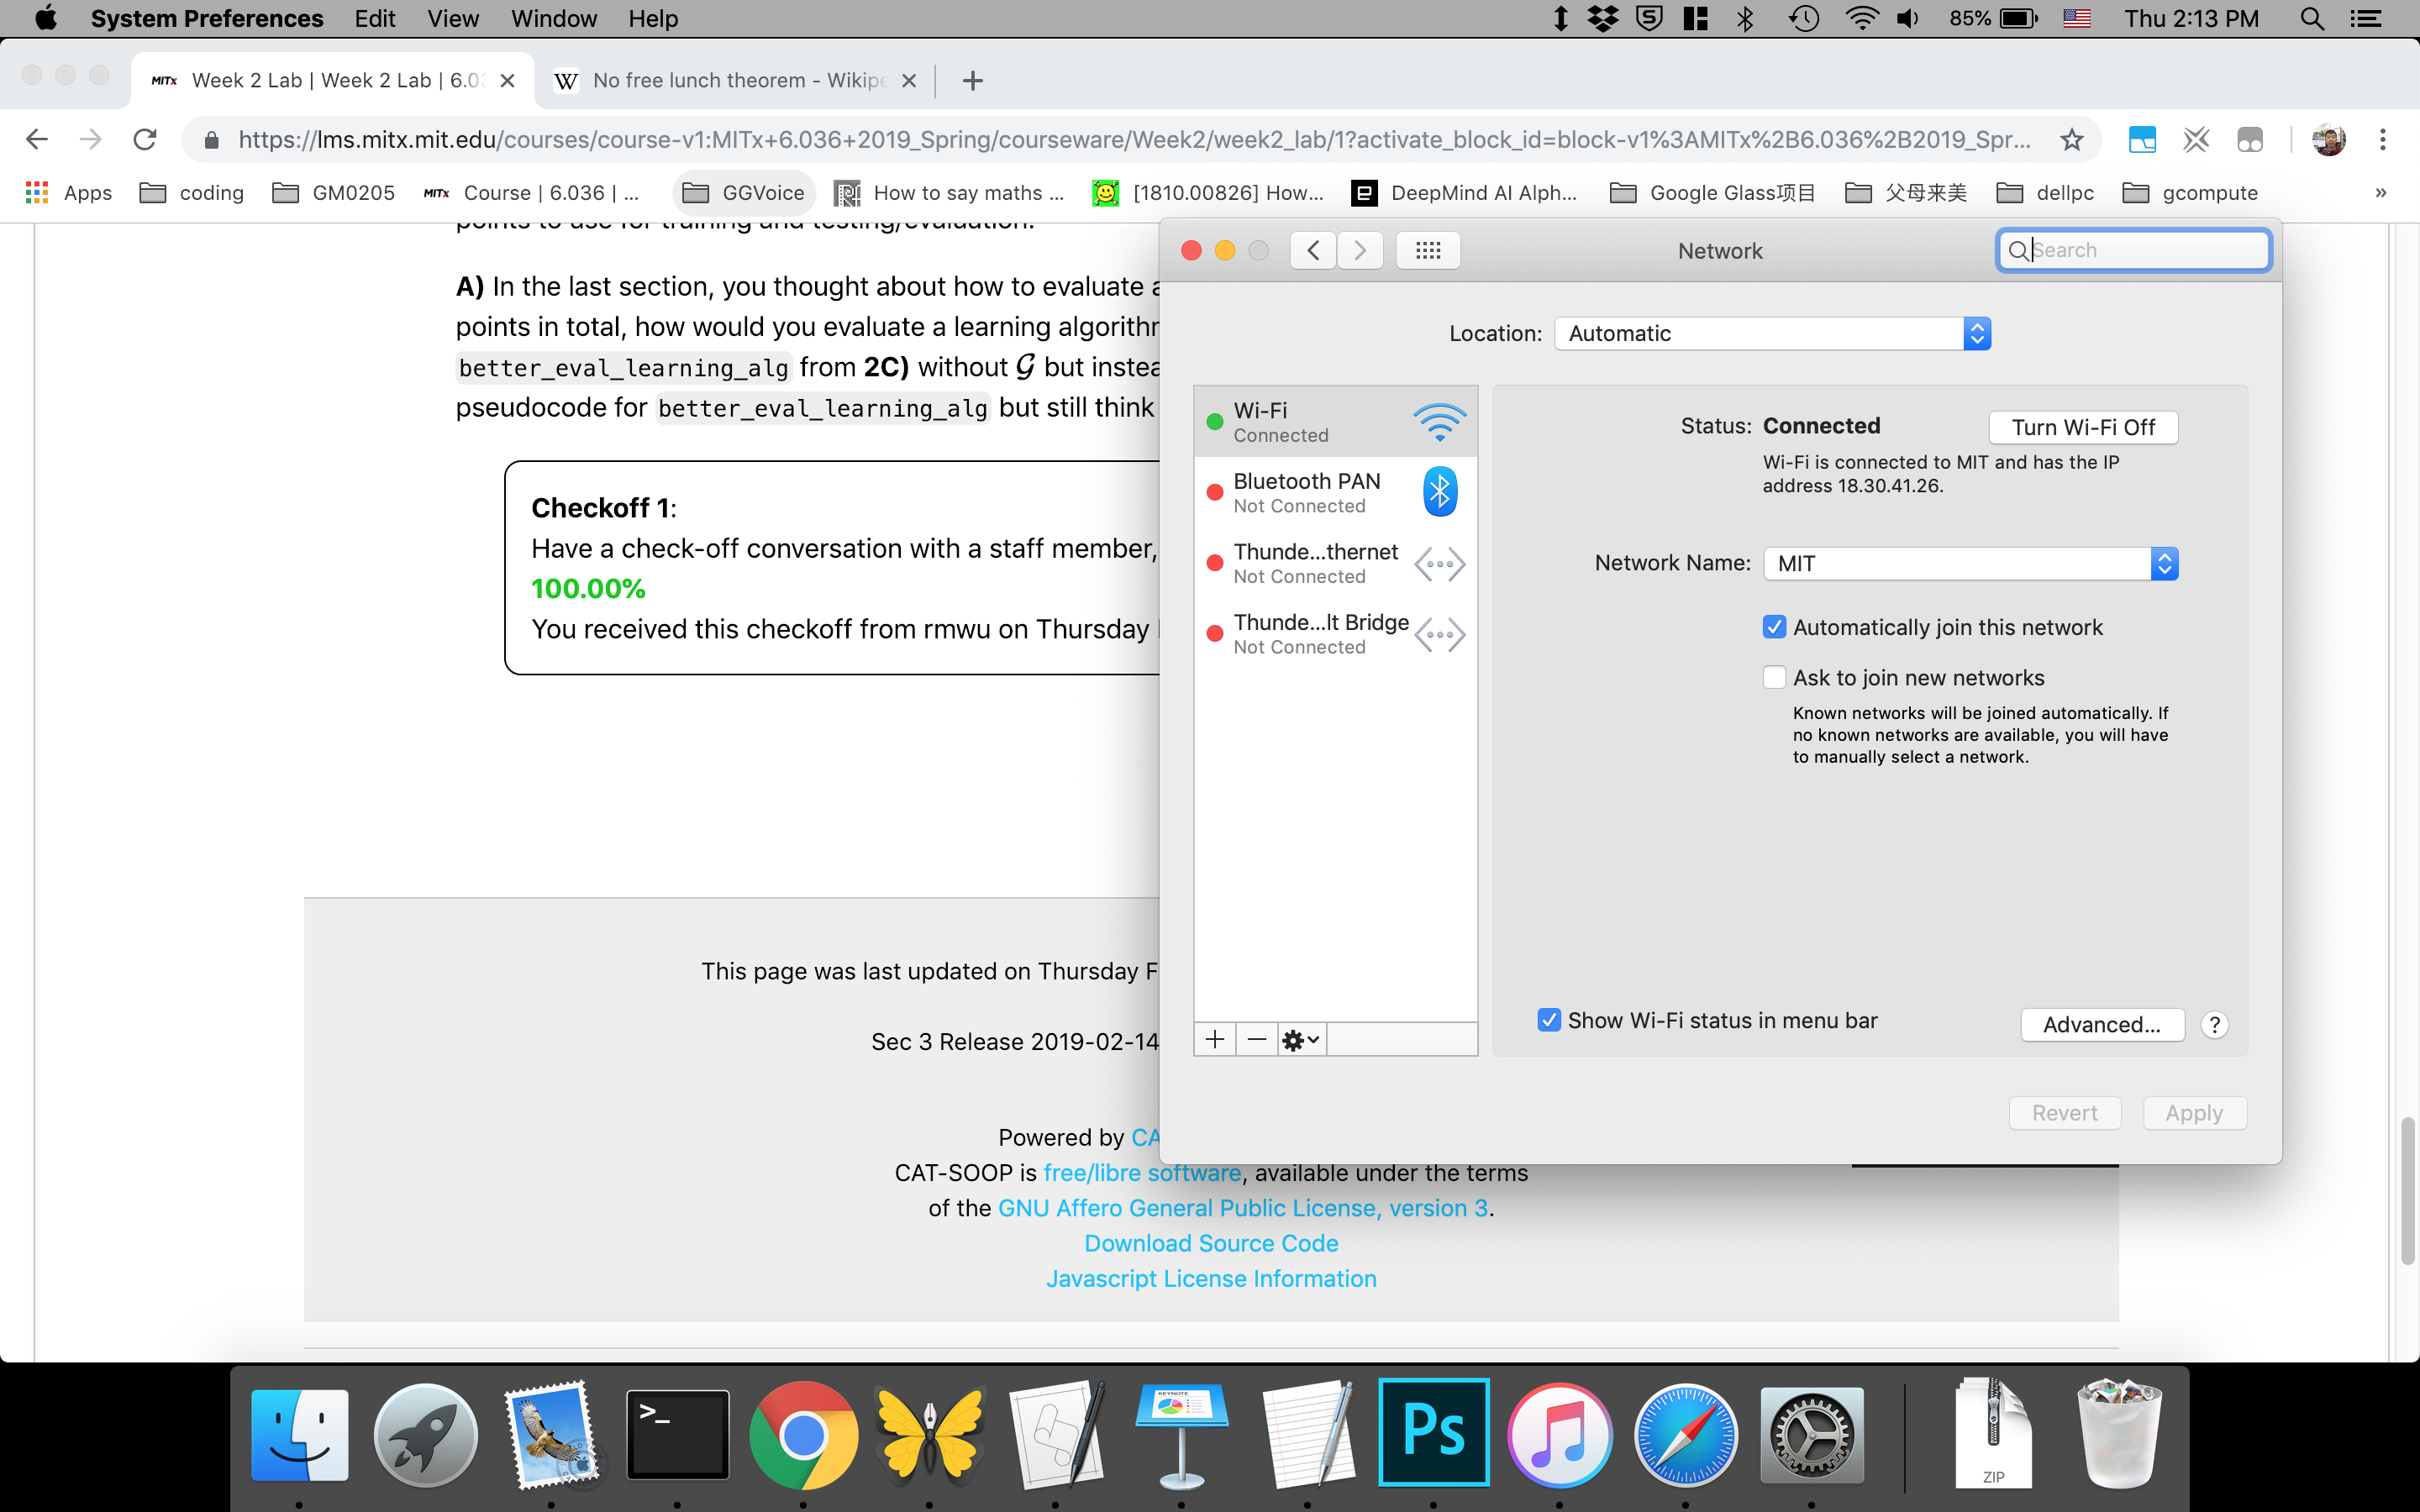 System Preferences Edit View Window Help 85% Thu 2:13 PM
MITx Week 2 Lab | Week 2 Lab | 6.03 W No free lunch theorem - Wikipe
https://lms.mitx.mit.edu/courses/course-v1:MITx+6.036+2019_Spring/courseware/Week2/week2_lab/1?activate_block_id=block-v1%3AMITx%2B6.036%2B2019_Spr...
Apps coding GM0205 MITx Course | 6.036 | ... GGVoice How to say maths ... [1810.00826] How... DeepMind AI Alph... Google Glass项目 父母来美 dellpc gcompute »
points to use for training and testing/evaluation.
A) In the last section, you thought about how to evaluate a
points in total, how would you evaluate a learning algorithm
better_eval_learning_alg from 2C) without 𝒢 but instea
pseudocode for better_eval_learning_alg but still think
Checkoff 1:
Have a check-off conversation with a staff member,
100.00%
You received this checkoff from rmwu on Thursday
This page was last updated on Thursday F
Sec 3 Release 2019-02-14
Powered by CA
CAT-SOOP is free/libre software, available under the terms
of the GNU Affero General Public License, version 3.
Download Source Code
Javascript License Information
Network
Search
Location: Automatic
Wi-Fi
Connected
Bluetooth PAN
Not Connected
Thunde...thernet
Not Connected
Thunde...lt Bridge
Not Connected
Status: Connected
Turn Wi-Fi Off
Wi-Fi is connected to MIT and has the IP
address 18.30.41.26.
Network Name: MIT
Automatically join this network
Ask to join new networks
Known networks will be joined automatically. If
no known networks are available, you will have
to manually select a network.
Show Wi-Fi status in menu bar
Advanced... ?
Revert Apply
>_
KEYNOTE
Ps
ZIP